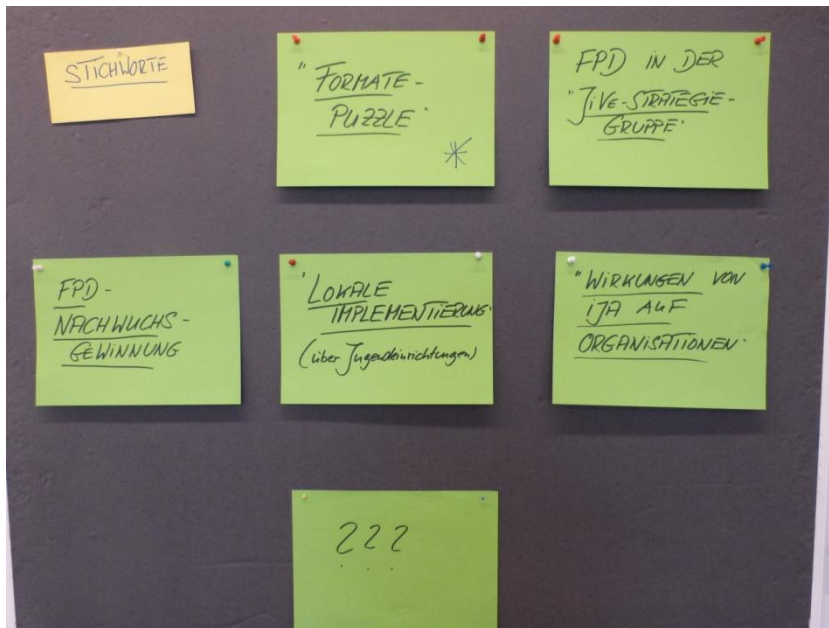 STICHWORTE
"FORMATE-
PUZZLE"
*
FPD IN DER
"JiVE-STRATEGIE-
GRUPPE"
FPD-
NACHWUCHS-
GEWINNUNG
"LOKALE
IMPLEMENTIERUNG"
(über Jugendeinrichtungen)
"WIRKUNGEN VON
IJA AUF
ORGANISATIONEN"
???